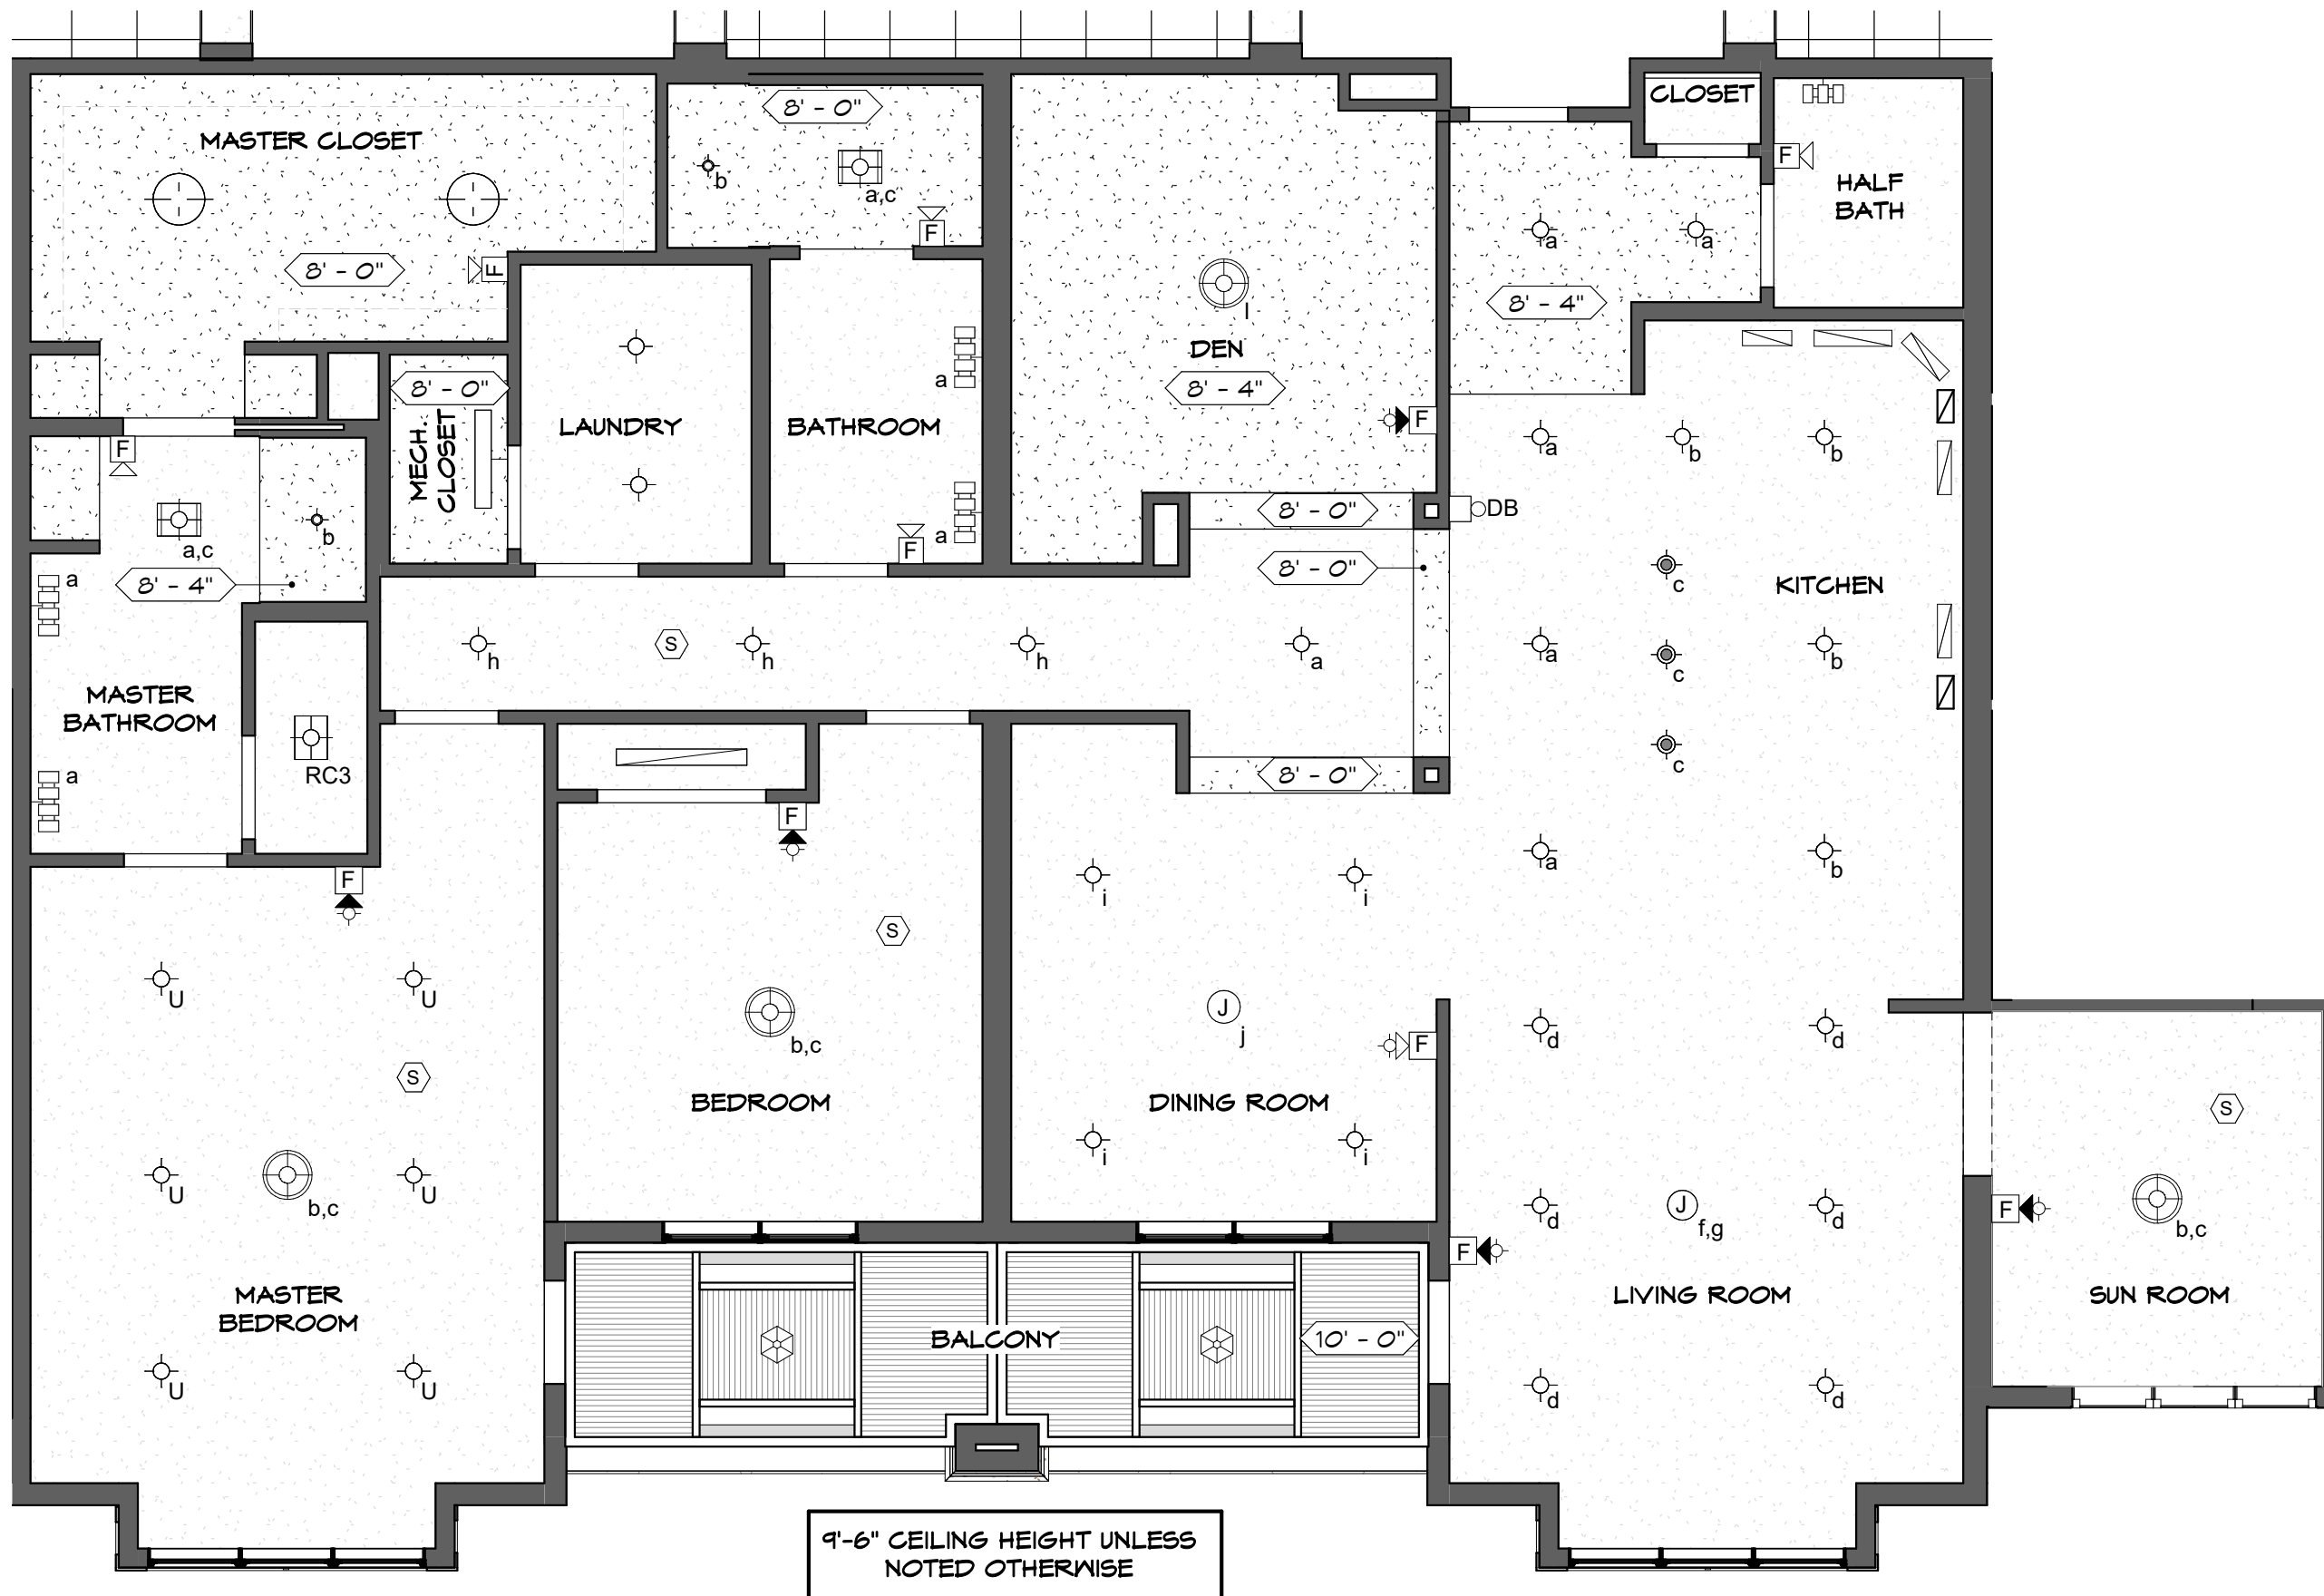 8' - 0"
CLOSET
MASTER CLOSET
F
b
a,c
HALF
BATH
F
a
a
8' - 0"
F
8' - 4"
l
DEN
8' - 0"
a
8' - 4"
MECH.
CLOSET
LAUNDRY
BATHROOM
F
a
b
b
F
8' - 0"
DB
b
a,c
a
F
8' - 0"
8' - 4"
a
c
KITCHEN
h
S
h
h
a
a
c
b
MASTER
BATHROOM
RC3
a
8' - 0"
c
F
F
i
i
a
b
S
U
U
b,c
J
j
F
d
d
S
BEDROOM
DINING ROOM
S
U
b,c
U
i
i
d
J
f,g
d
F
b,c
F
MASTER
BEDROOM
LIVING ROOM
SUN ROOM
BALCONY
10' - 0"
U
U
d
d
9'-6" CEILING HEIGHT UNLESS
NOTED OTHERWISE